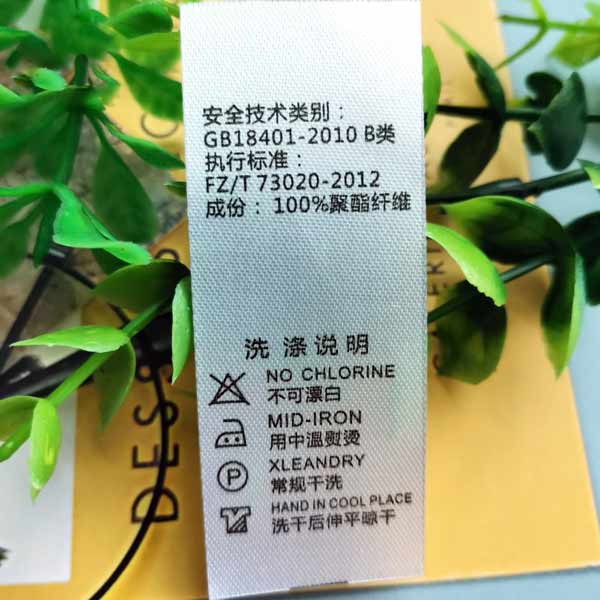 安全技术类别：
GB18401-2010 B类
执行标准：
FZ/T 73020-2012
成份： 100%聚酯纤维
洗涤说明
NO CHLORINE
不可漂白
MID-IRON
用中溫熨烫
P
XLEANDRY
常规干洗
HAND IN COOL PLACE
洗干后伸平晾干
DESS